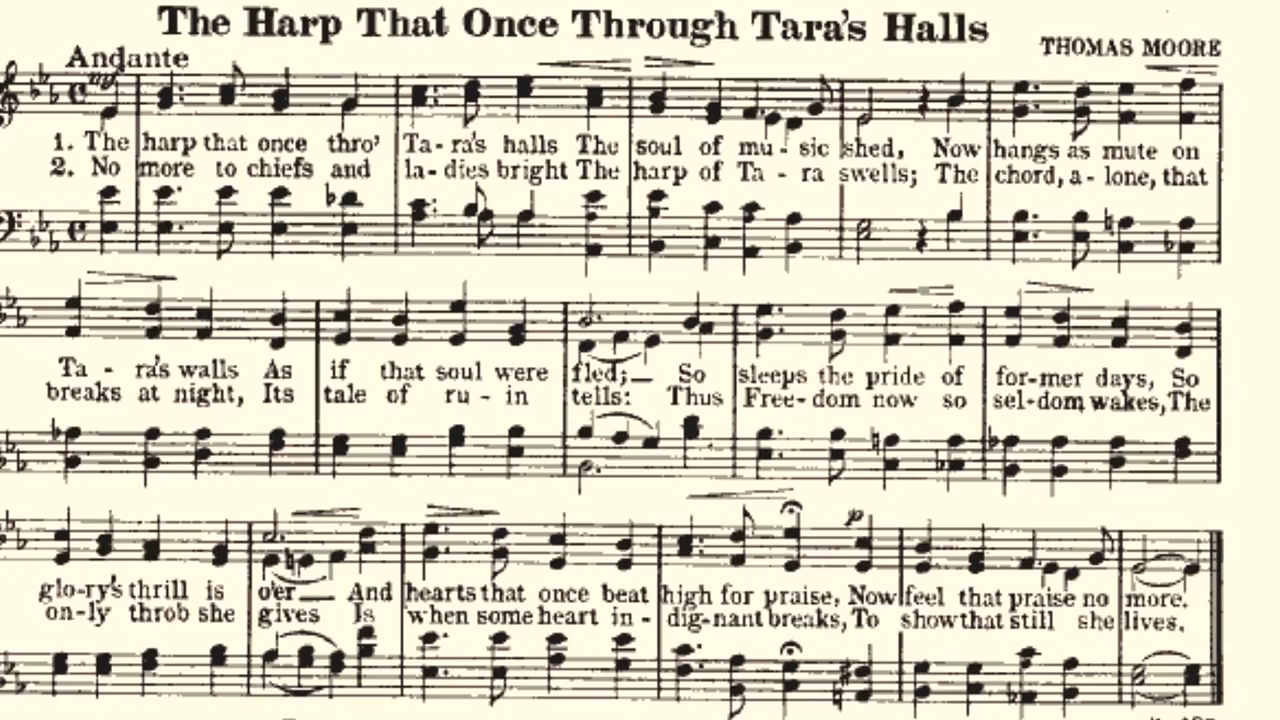 The Harp That Once Through Tara's Halls
THOMAS MOORE
Andante
mf
1. The harp that once thro' Ta-ra's halls The soul of mu-sic shed, Now hangs as mute on
2. No more to chiefs and la-dies bright The harp of Ta-ra swells; The chord, a-lone, that
Ta-ra's walls As if that soul were fled; So sleeps the pride of for-mer days, So
breaks at night, Its tale of ru-in tells: Thus Free-dom now so sel-dom wakes, The
p
glo-ry's thrill is o'er And hearts that once beat high for praise, Now feel that praise no more.
on-ly throb she gives Is when some heart in-dig-nant breaks, To show that still she lives.